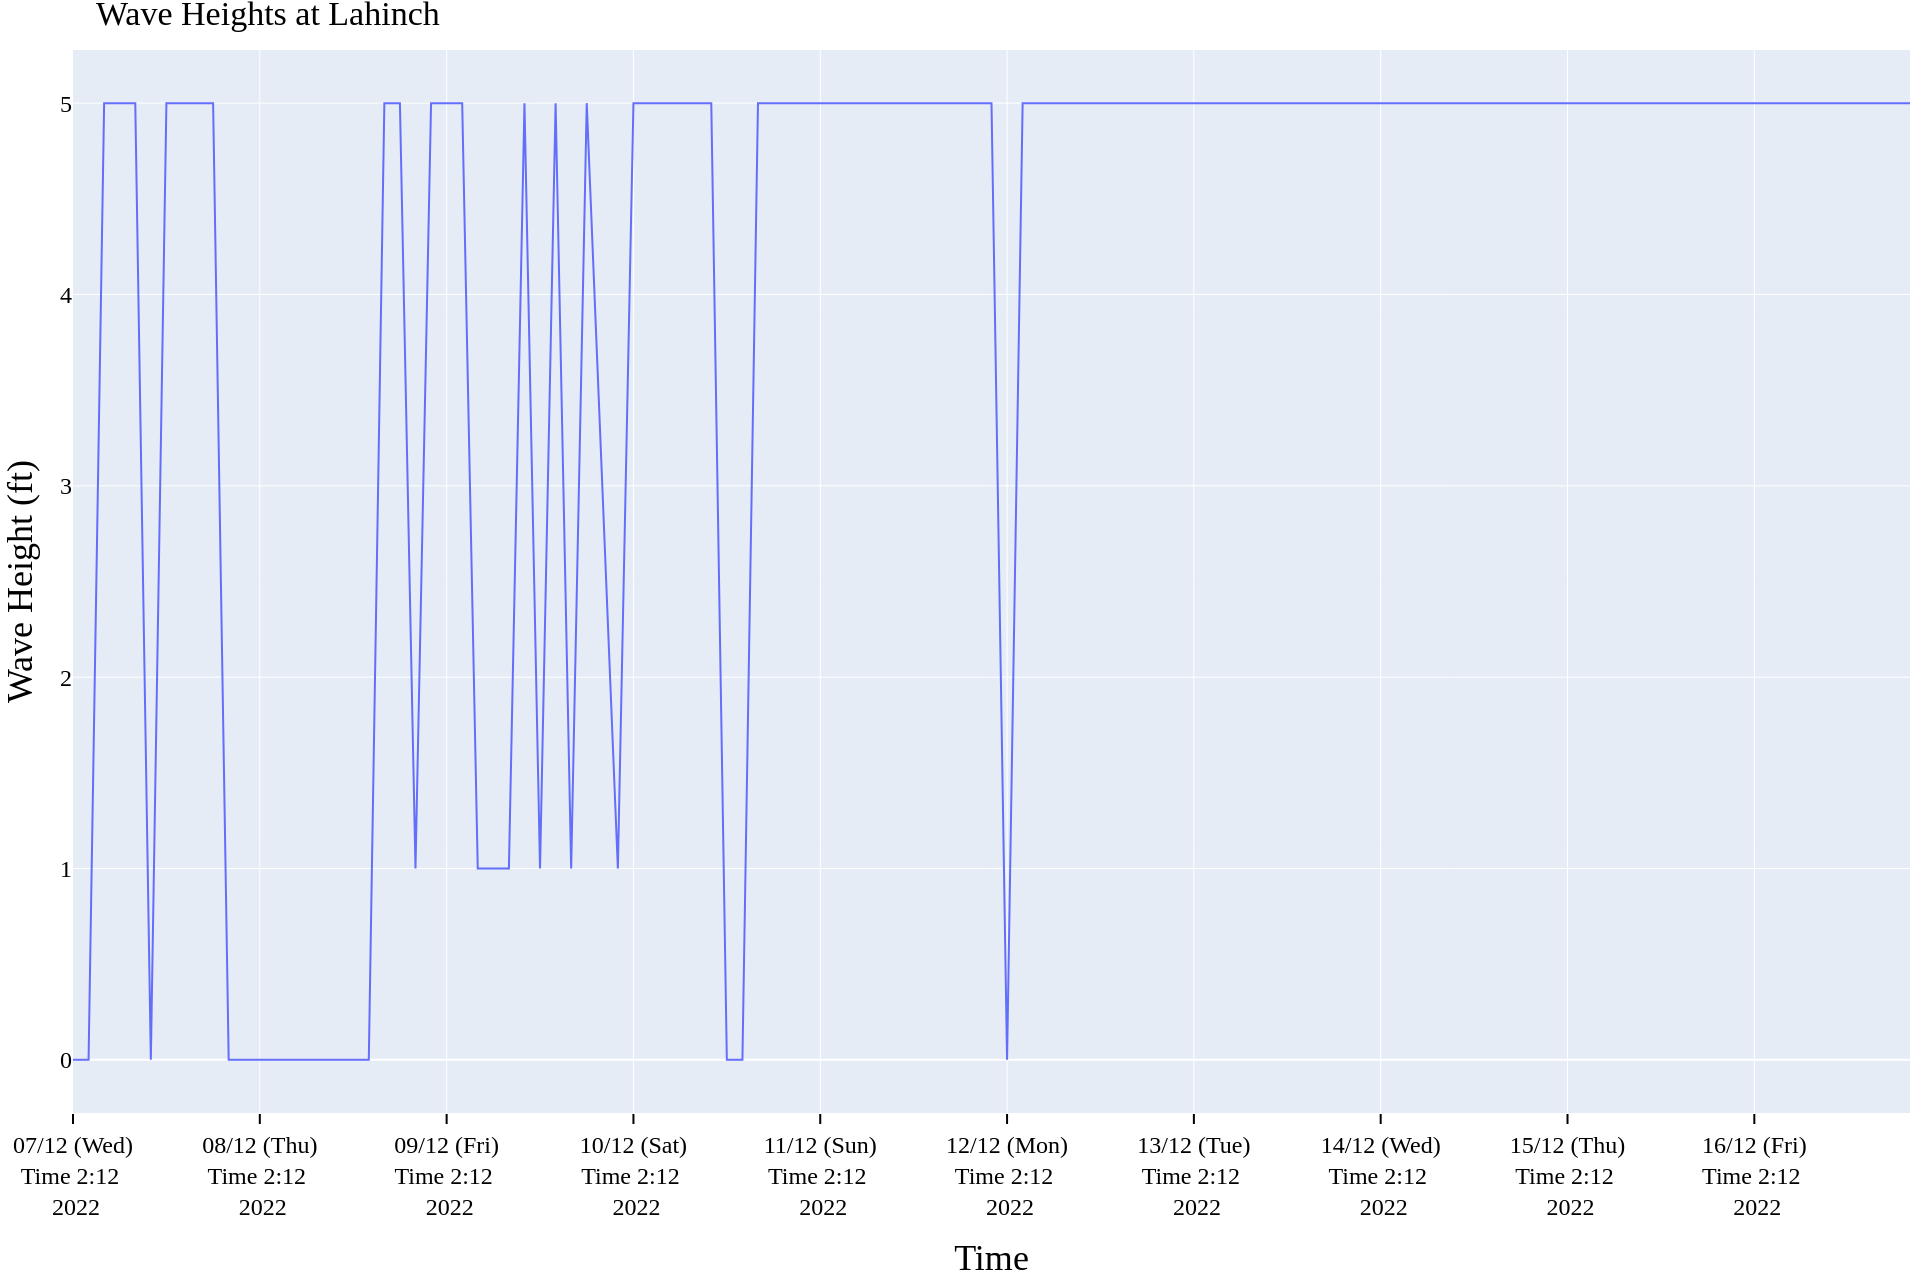 Wave Heights at Lahinch
Wave Height (ft)
5
4
3
2
1
0
07/12 (Wed)
Time 2:12
2022
08/12 (Thu)
Time 2:12
2022
09/12 (Fri)
Time 2:12
2022
10/12 (Sat)
Time 2:12
2022
11/12 (Sun)
Time 2:12
2022
12/12 (Mon)
Time 2:12
2022
13/12 (Tue)
Time 2:12
2022
14/12 (Wed)
Time 2:12
2022
15/12 (Thu)
Time 2:12
2022
16/12 (Fri)
Time 2:12
2022
Time